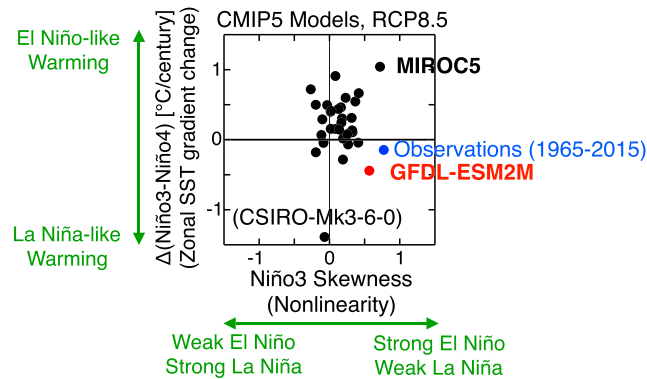 CMIP5 Models, RCP8.5
El Niño-like
Warming
La Niña-like
Warming
Δ(Niño3-Niño4) [°C/century]
(Zonal SST gradient change)
1
0
-1
MIROC5
Observations (1965-2015)
GFDL-ESM2M
(CSIRO-Mk3-6-0)
-1 0 1
Niño3 Skewness
(Nonlinearity)
Weak El Niño
Strong La Niña
Strong El Niño
Weak La Niña